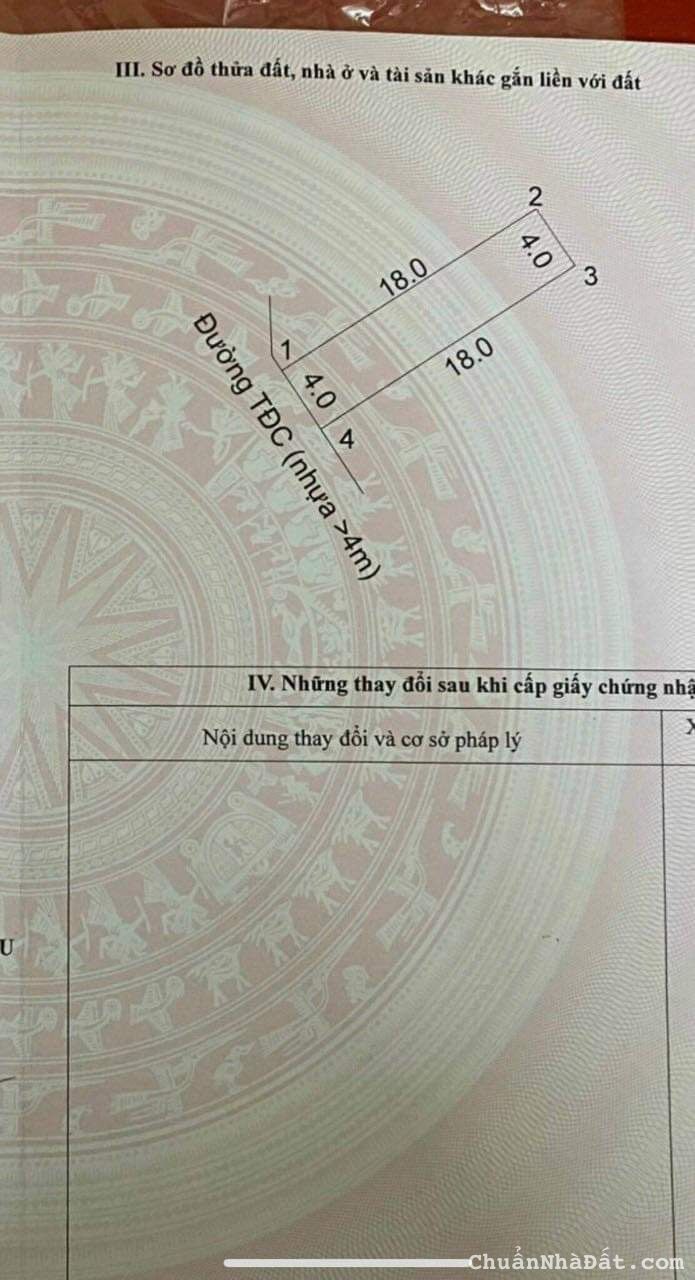 III. Sơ đồ thửa đất, nhà ở và tài sản khác gắn liền với đất
2
4.0
3
18.0
18.0
1
4.0
4
Đường TĐC (nhựa >4m)
IV. Những thay đổi sau khi cấp giấy chứng nhậ
Nội dung thay đổi và cơ sở pháp lý
X
U
ChuẩnNhàĐất.com